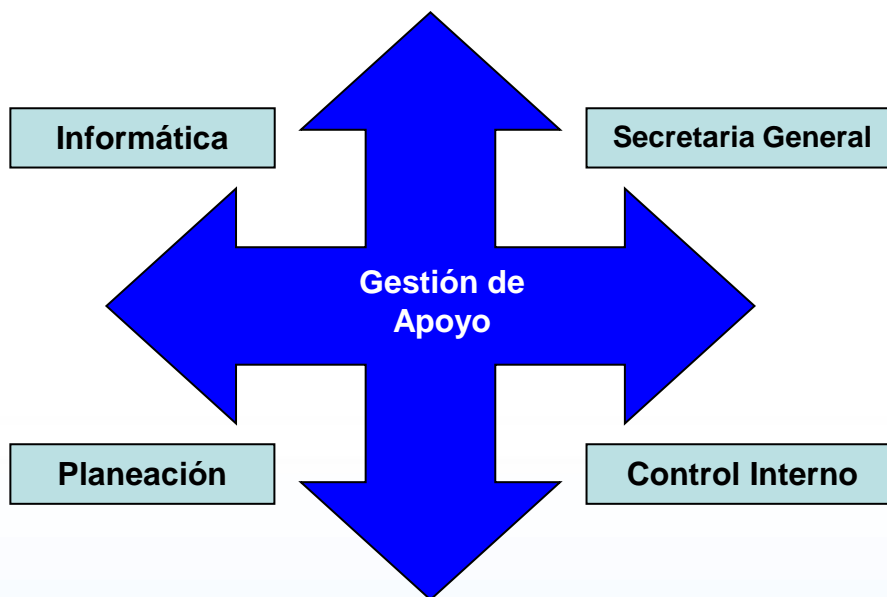 Informática
Secretaria General
Gestión de
Apoyo
Planeación
Control Interno